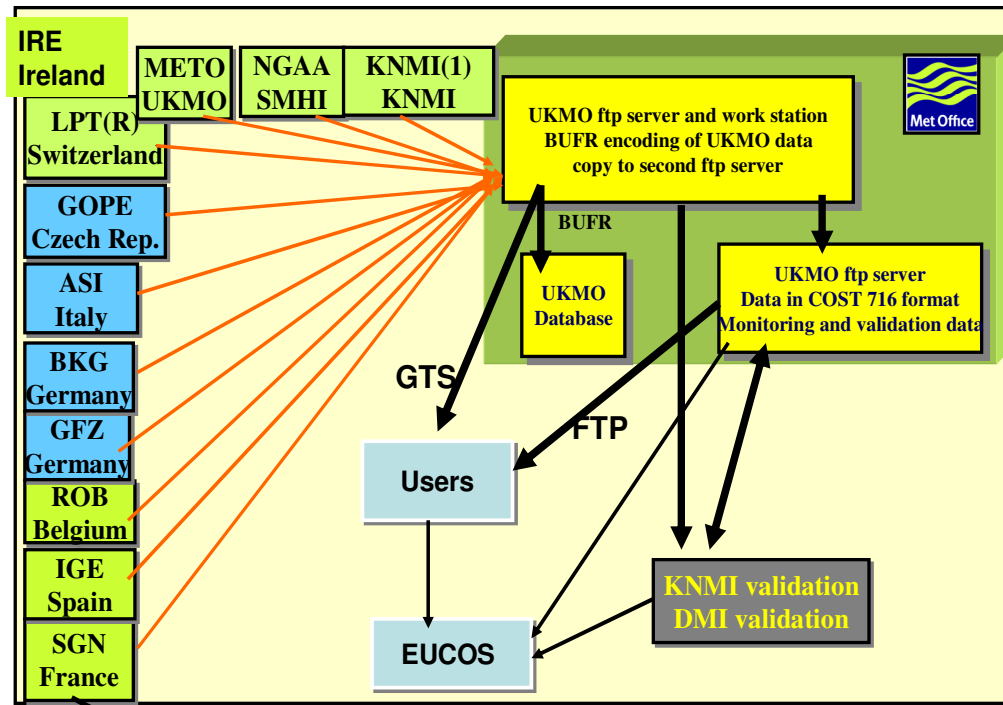 IRE
Ireland
METO
UKMO
NGAA
SMHI
KNMI(1)
KNMI
LPT(R)
Switzerland
GOPE
Czech Rep.
ASI
Italy
BKG
Germany
GFZ
Germany
ROB
Belgium
IGE
Spain
SGN
France
UKMO ftp server and work station
BUFR encoding of UKMO data
copy to second ftp server
Met Office
BUFR
UKMO
Database
UKMO ftp server
Data in COST 716 format
Monitoring and validation data
GTS
FTP
Users
KNMI validation
DMI validation
EUCOS